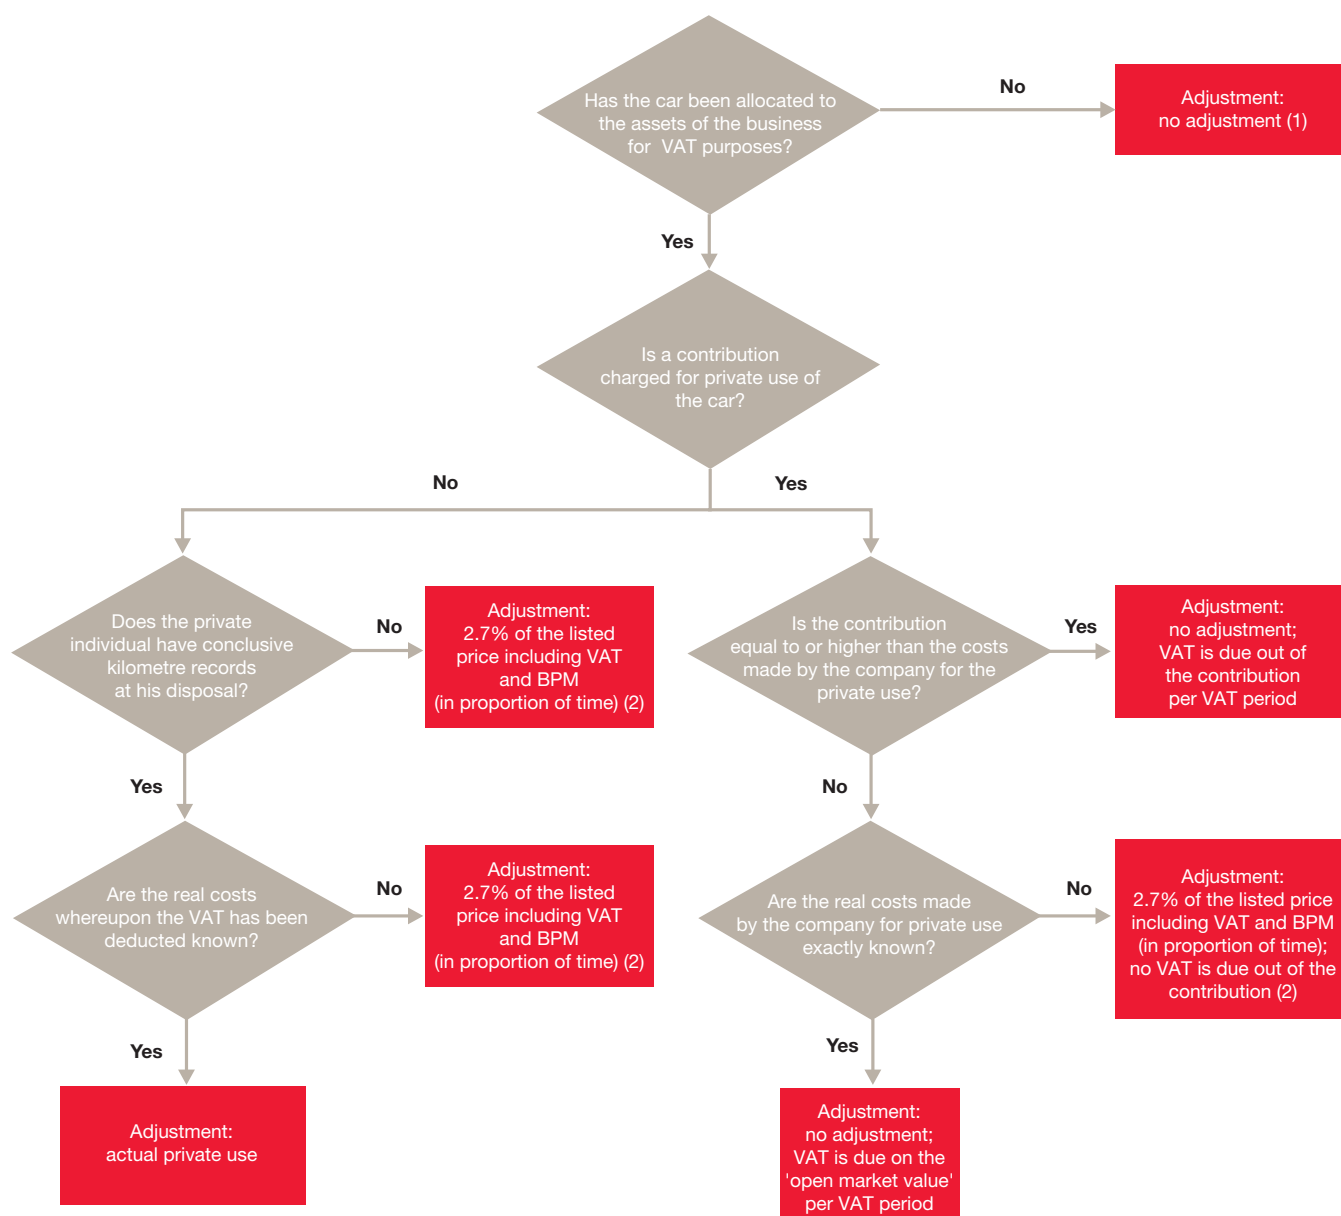 Has the car been allocated to
the assets of the business
for VAT purposes?
No
Adjustment:
no adjustment (1)
Yes
Is a contribution
charged for private use of
the car?
No
Yes
Does the private
individual have conclusive
kilometre records
at his disposal?
No
Adjustment:
2.7% of the listed
price including VAT
and BPM
(in proportion of time) (2)
Is the contribution
equal to or higher than the costs
made by the company for the
private use?
Yes
Adjustment:
no adjustment;
VAT is due out of
the contribution
per VAT period
Yes
No
Are the real costs
whereupon the VAT has been
deducted known?
No
Adjustment:
2.7% of the listed
price including VAT
and BPM
(in proportion of time) (2)
Are the real costs made
by the company for private use
exactly known?
No
Adjustment:
2.7% of the listed price
including VAT and BPM
(in proportion of time);
no VAT is due out of the
contribution (2)
Yes
Yes
Adjustment:
actual private use
Adjustment:
no adjustment;
VAT is due on the
'open market value'
per VAT period